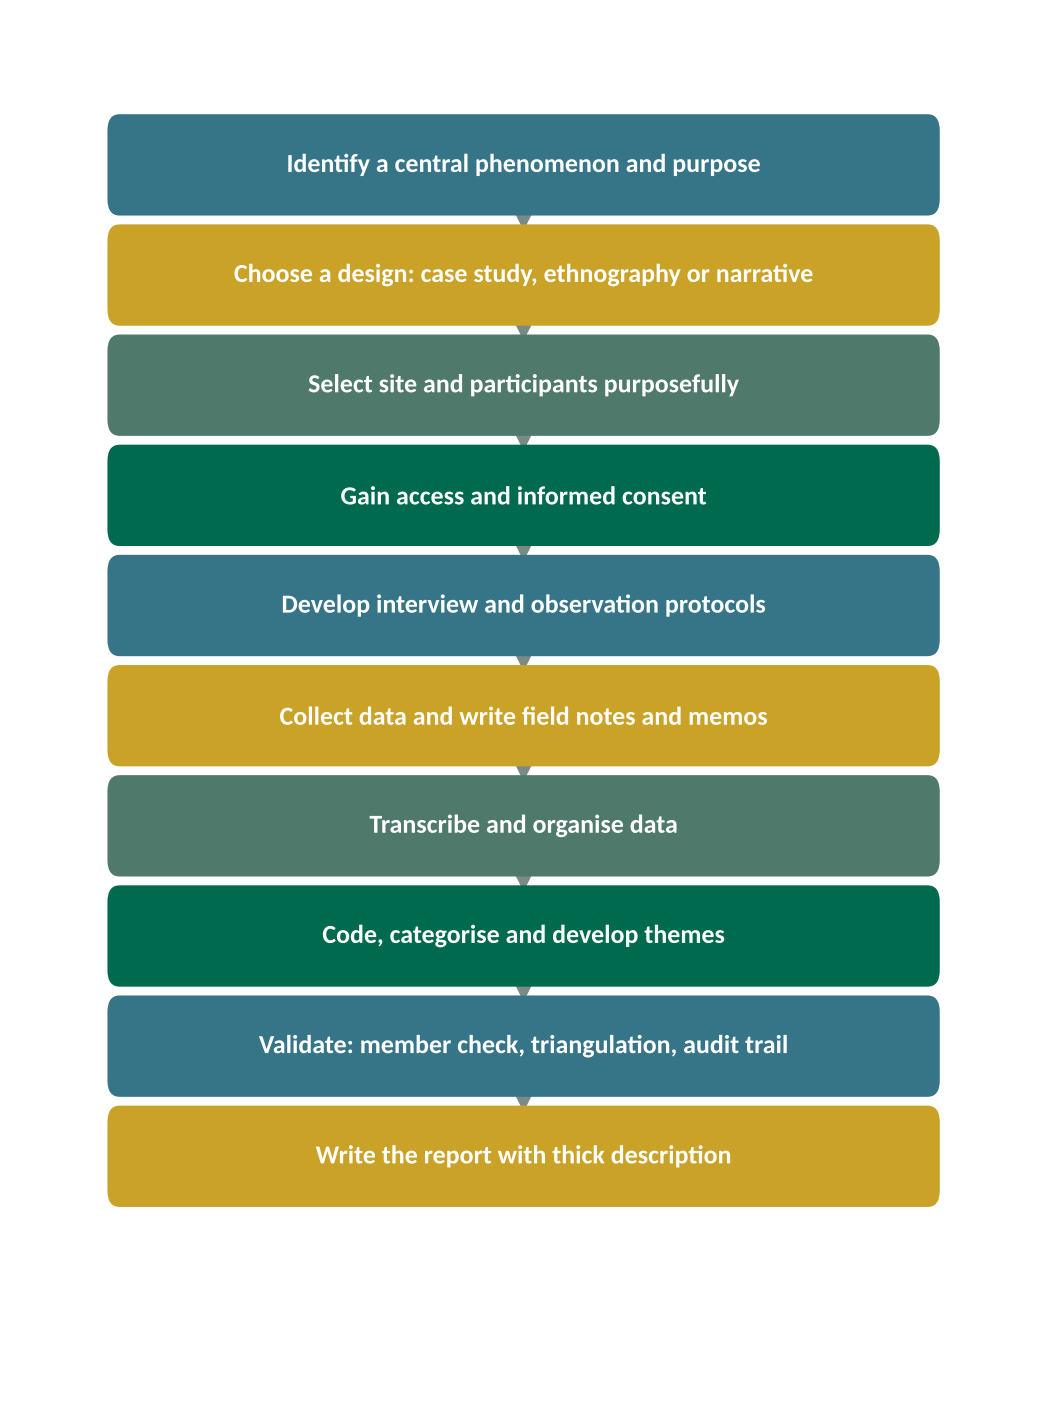 Identify a central phenomenon and purpose
Choose a design: case study, ethnography or narrative
Select site and participants purposefully
Gain access and informed consent
Develop interview and observation protocols
Collect data and write field notes and memos
Transcribe and organise data
Code, categorise and develop themes
Validate: member check, triangulation, audit trail
Write the report with thick description